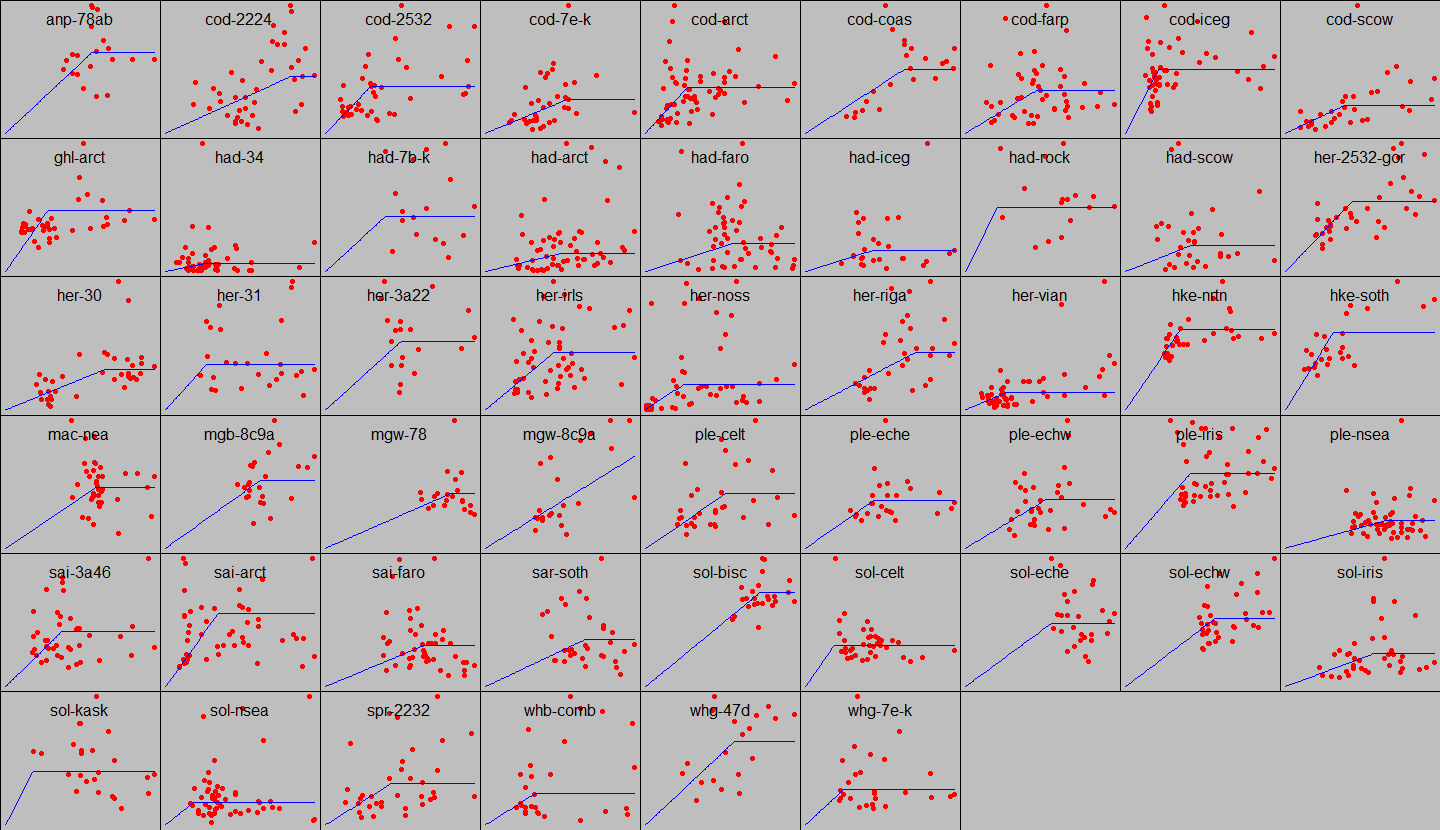 anp-78ab cod-2224 cod-2532 cod-7e-k cod-arct cod-coas cod-farp cod-iceg cod-scow
ghl-arct had-34 had-7b-k had-arct had-faro had-iceg had-rock had-scow her-2532-gor
her-30 her-31 her-3a22 her-irls her-noss her-riga her-vian hke-nrtn hke-soth
mac-nea mgb-8c9a mgw-78 mgw-8c9a ple-celt ple-eche ple-echw ple-iris ple-nsea
sai-3a46 sai-arct sai-faro sar-soth sol-bisc sol-celt sol-eche sol-echw sol-iris
sol-kask sol-nsea spr-2232 whb-comb whg-47d whg-7e-k